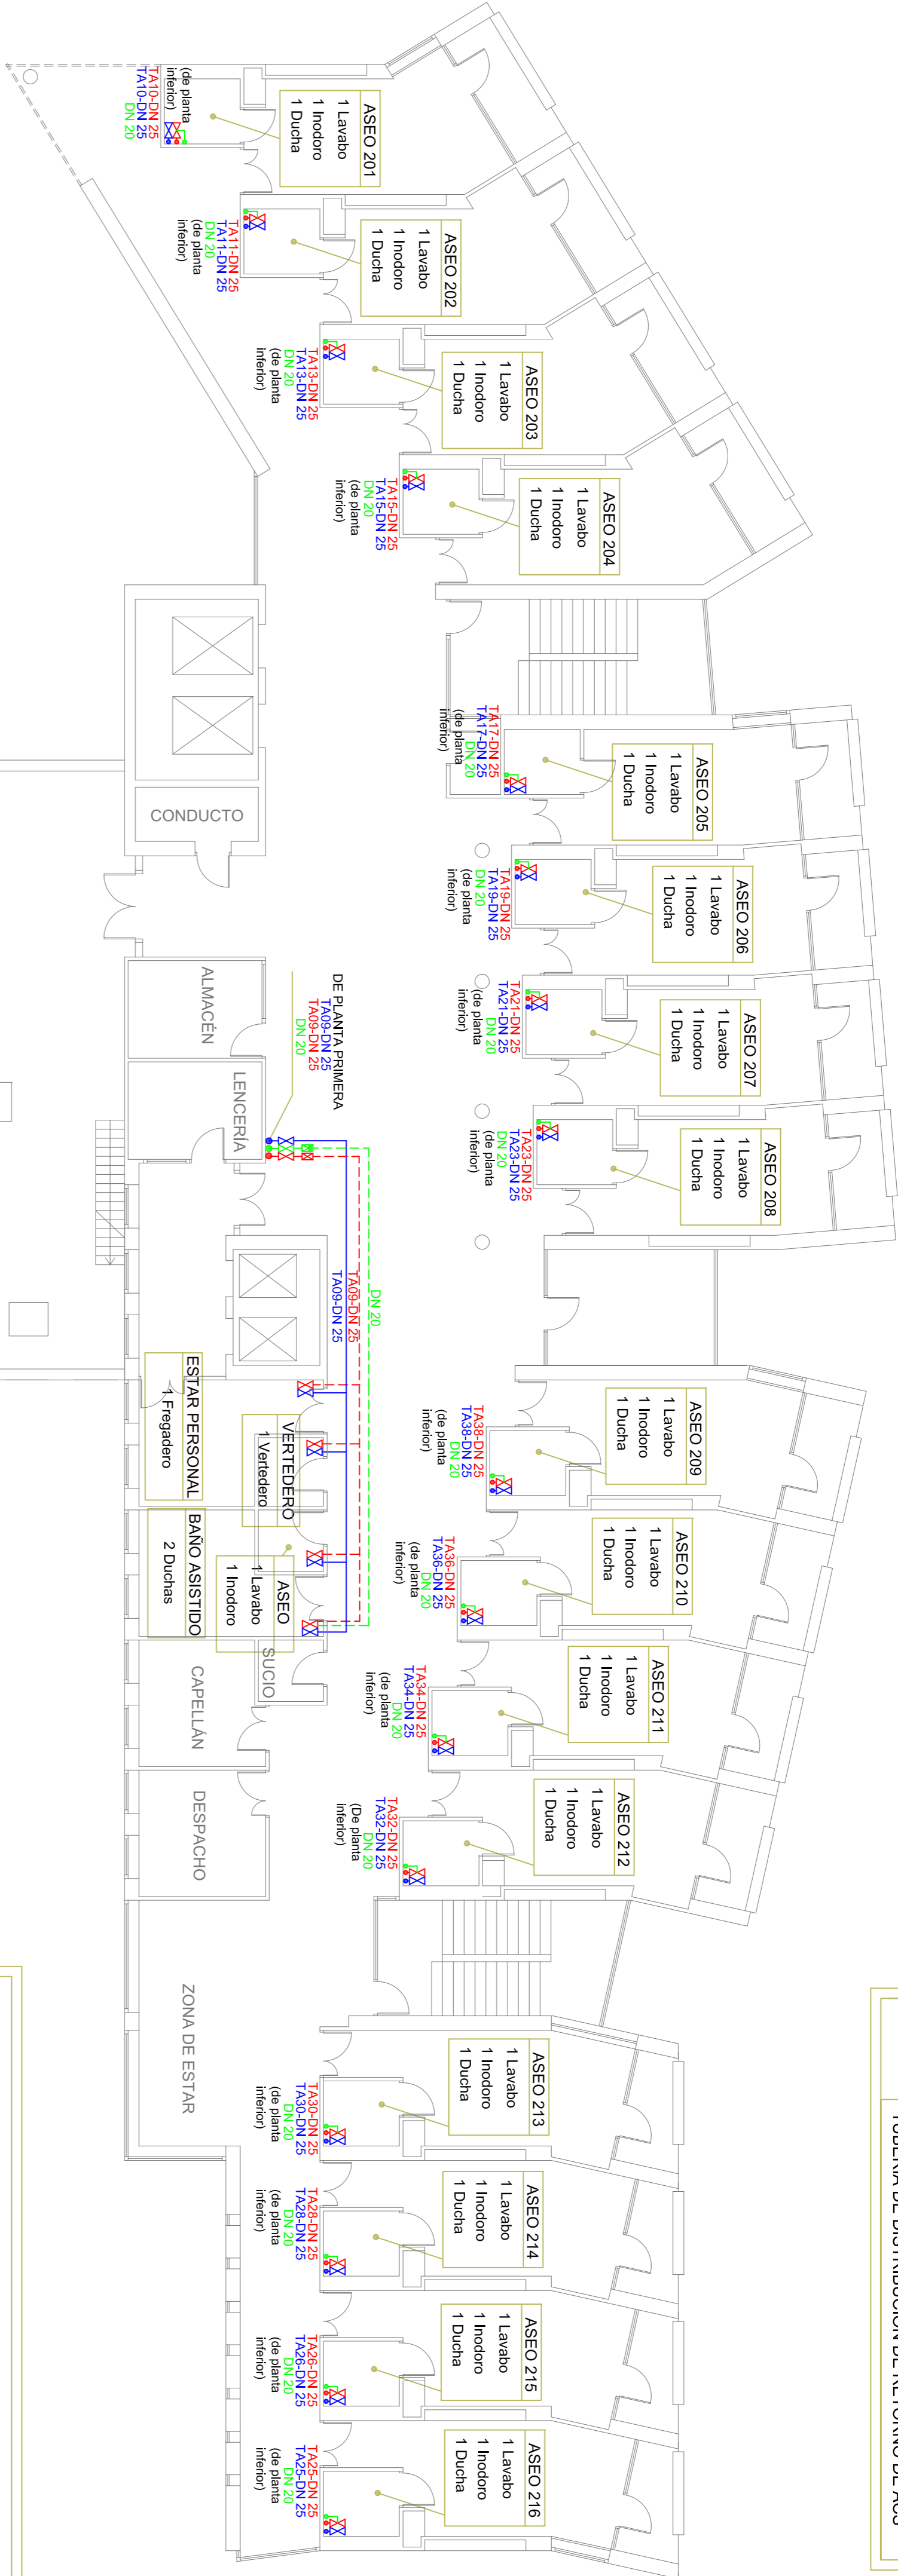 ASEO 201
1 Lavabo
1 Inodoro
1 Ducha
(de planta
inferior)
TA10-DN 25
TA10-DN 25
DN 20
ASEO 202
1 Lavabo
1 Inodoro
1 Ducha
TA11-DN 25
TA11-DN 25
DN 20
(de planta
inferior)
ASEO 203
1 Lavabo
1 Inodoro
1 Ducha
TA13-DN 25
TA13-DN 25
DN 20
(de planta
inferior)
ASEO 204
1 Lavabo
1 Inodoro
1 Ducha
TA15-DN 25
TA15-DN 25
DN 20
(de planta
inferior)
ASEO 205
1 Lavabo
1 Inodoro
1 Ducha
TA17-DN 25
TA17-DN 25
DN 20
(de planta
inferior)
ASEO 206
1 Lavabo
1 Inodoro
1 Ducha
TA19-DN 25
TA19-DN 25
DN 20
(de planta
inferior)
ASEO 207
1 Lavabo
1 Inodoro
1 Ducha
TA21-DN 25
TA21-DN 25
DN 20
(de planta
inferior)
ASEO 208
1 Lavabo
1 Inodoro
1 Ducha
TA23-DN 25
TA23-DN 25
DN 20
(de planta
inferior)
ASEO 209
1 Lavabo
1 Inodoro
1 Ducha
TA38-DN 25
TA38-DN 25
DN 20
(de planta
inferior)
ASEO 210
1 Lavabo
1 Inodoro
1 Ducha
TA36-DN 25
TA36-DN 25
DN 20
(de planta
inferior)
ASEO 211
1 Lavabo
1 Inodoro
1 Ducha
TA34-DN 25
TA34-DN 25
DN 20
(de planta
inferior)
ASEO 212
1 Lavabo
1 Inodoro
1 Ducha
TA32-DN 25
TA32-DN 25
DN 20
(De planta
inferior)
ASEO 213
1 Lavabo
1 Inodoro
1 Ducha
TA30-DN 25
TA30-DN 25
DN 20
(de planta
inferior)
ASEO 214
1 Lavabo
1 Inodoro
1 Ducha
TA28-DN 25
TA28-DN 25
DN 20
(de planta
inferior)
ASEO 215
1 Lavabo
1 Inodoro
1 Ducha
TA26-DN 25
TA26-DN 25
DN 20
(de planta
inferior)
ASEO 216
1 Lavabo
1 Inodoro
1 Ducha
TA25-DN 25
TA25-DN 25
DN 20
(de planta
inferior)
CONDUCTO
ALMACÉN
LENCERÍA
DE PLANTA PRIMERA
TA09-DN 25
TA09-DN 25
DN 20
DN 20
TA09-DN 25
TA09-DN 25
VERTEDERO
1 Vertedero
ESTAR PERSONAL
1 Fregadero
ASEO
1 Lavabo
1 Inodoro
BAÑO ASISTIDO
2 Duchas
SUCIO
CAPELLÁN
DESPACHO
ZONA DE ESTAR
TUBERÍA DE DISTRIBUCIÓN DE RETORNO DE ACS